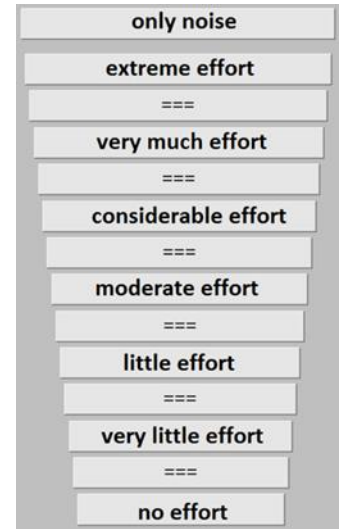 only noise
extreme effort
===
very much effort
===
considerable effort
===
moderate effort
===
little effort
===
very little effort
===
no effort